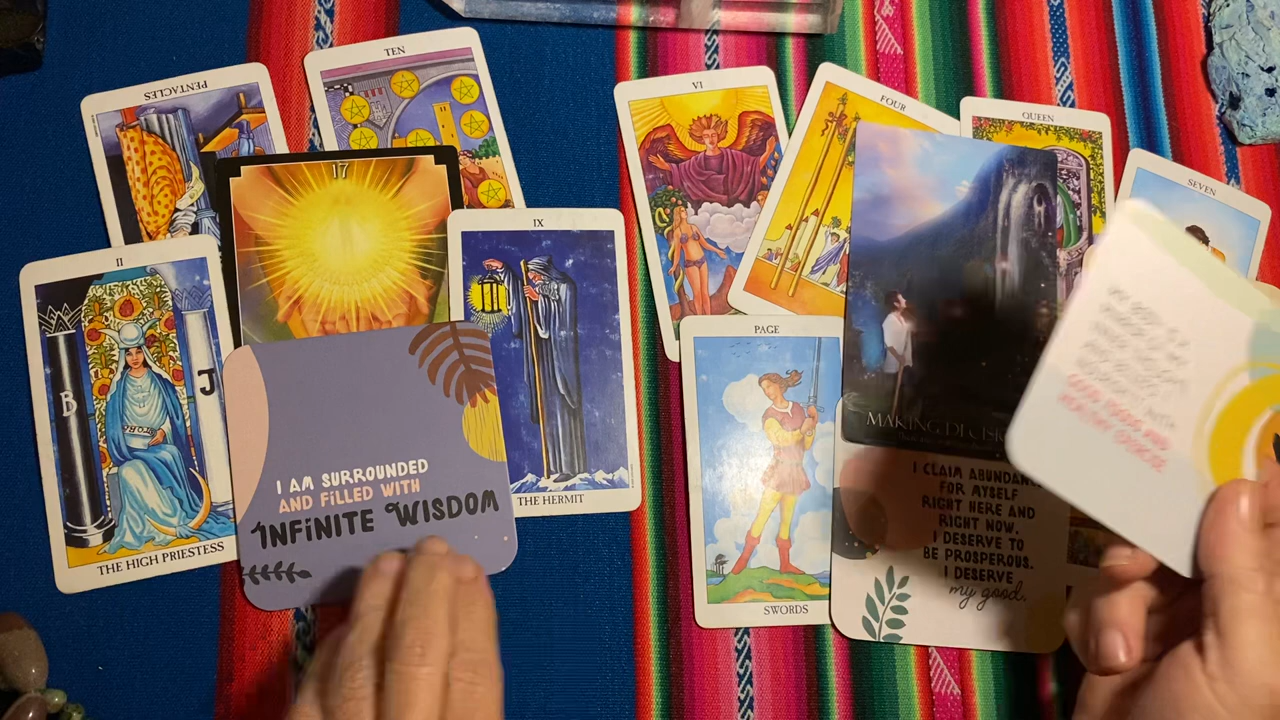 PENTACLES
TEN
II
B
J
THE HIGH PRIESTESS
17
IX
THE HERMIT
I AM SURROUNDED
AND FILLED WITH
INFINITE WISDOM
VI
FOUR
QUEEN
SEVEN
PAGE
SWORDS
MAKING
I CLAIM ABUNDANCE
FOR MYSELF
RIGHT HERE AND
RIGHT NOW.
I DESERVE TO
BE PROSPEROUS.
I DESERVE
my good.